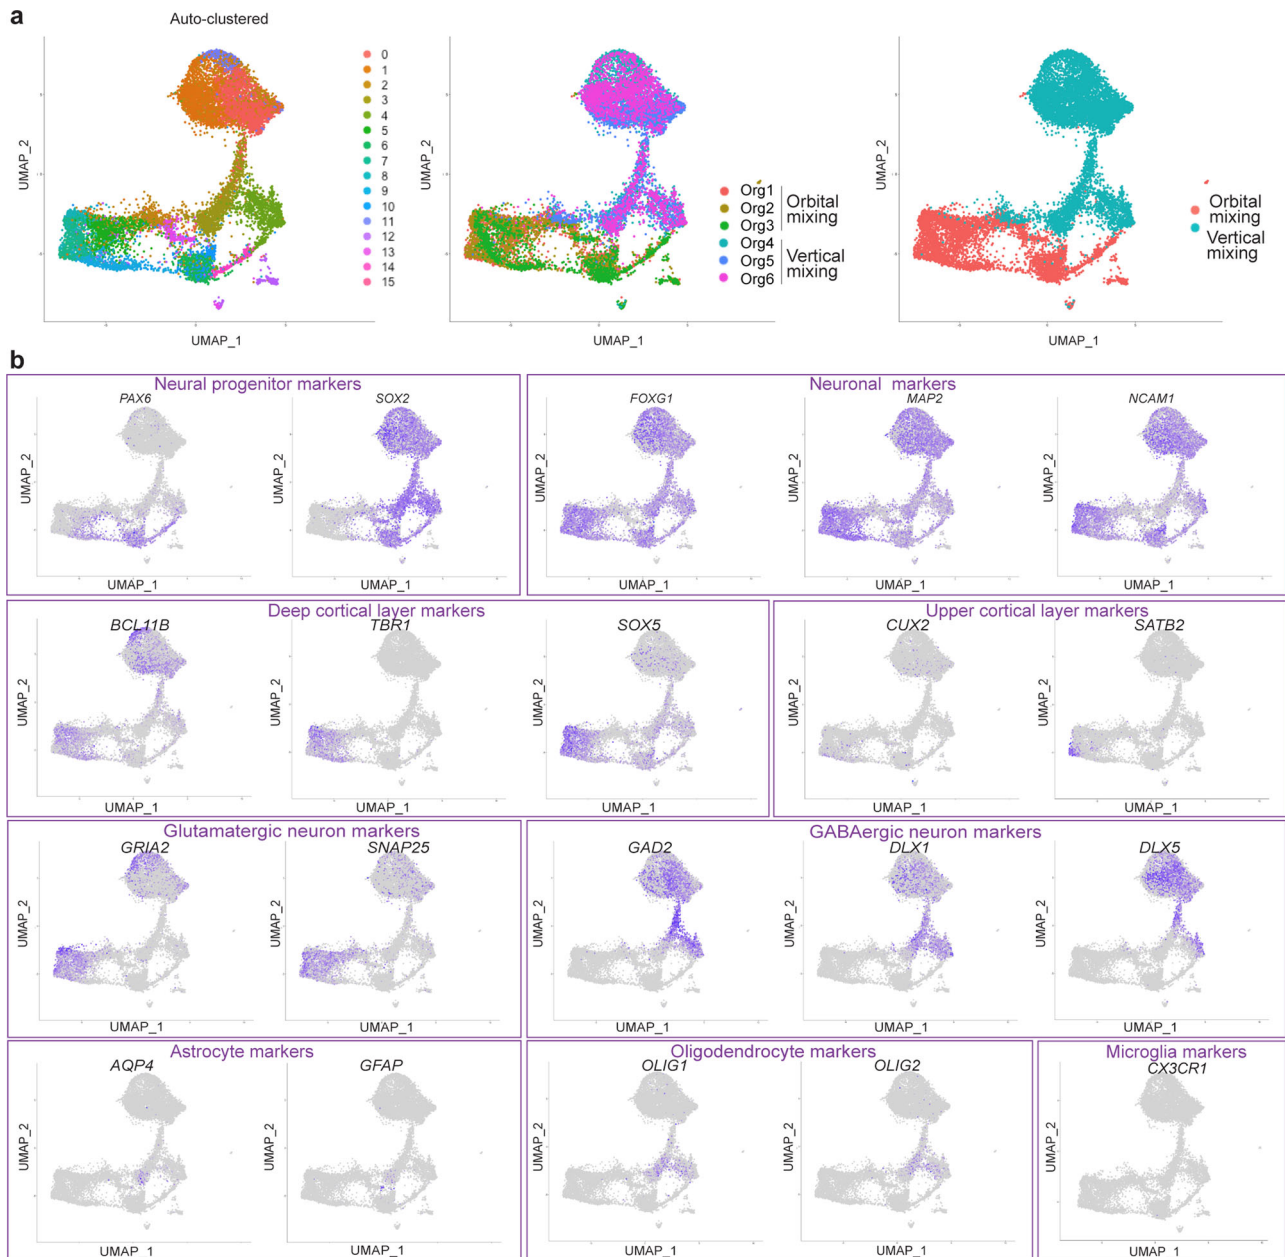 a
Auto-clustered
UMAP_2
UMAP_1
0
1
2
3
4
5
6
7
8
9
10
11
12
13
14
15
UMAP_2
UMAP_1
Org1
Org2
Org3
Org4
Org5
Org6
Orbital
mixing
Vertical
mixing
UMAP_2
UMAP_1
Orbital
mixing
Vertical
mixing
b
Neural progenitor markers
PAX6
SOX2
UMAP_2
UMAP_2
UMAP_1
UMAP_1
Neuronal markers
FOXG1
MAP2
NCAM1
UMAP_2
UMAP_2
UMAP_2
UMAP_1
UMAP_1
UMAP_1
Deep cortical layer markers
BCL11B
TBR1
SOX5
UMAP_2
UMAP_2
UMAP_2
UMAP_1
UMAP_1
UMAP_1
Upper cortical layer markers
CUX2
SATB2
UMAP_2
UMAP_2
UMAP_1
UMAP_1
Glutamatergic neuron markers
GRIA2
SNAP25
UMAP_2
UMAP_2
UMAP_1
UMAP_1
GABAergic neuron markers
GAD2
DLX1
DLX5
UMAP_2
UMAP_2
UMAP_2
UMAP_1
UMAP_1
UMAP_1
Astrocyte markers
AQP4
GFAP
UMAP_2
UMAP_2
UMAP_1
UMAP_1
Oligodendrocyte markers
OLIG1
OLIG2
UMAP_2
UMAP_2
UMAP_1
UMAP_1
Microglia markers
CX3CR1
UMAP_2
UMAP_1